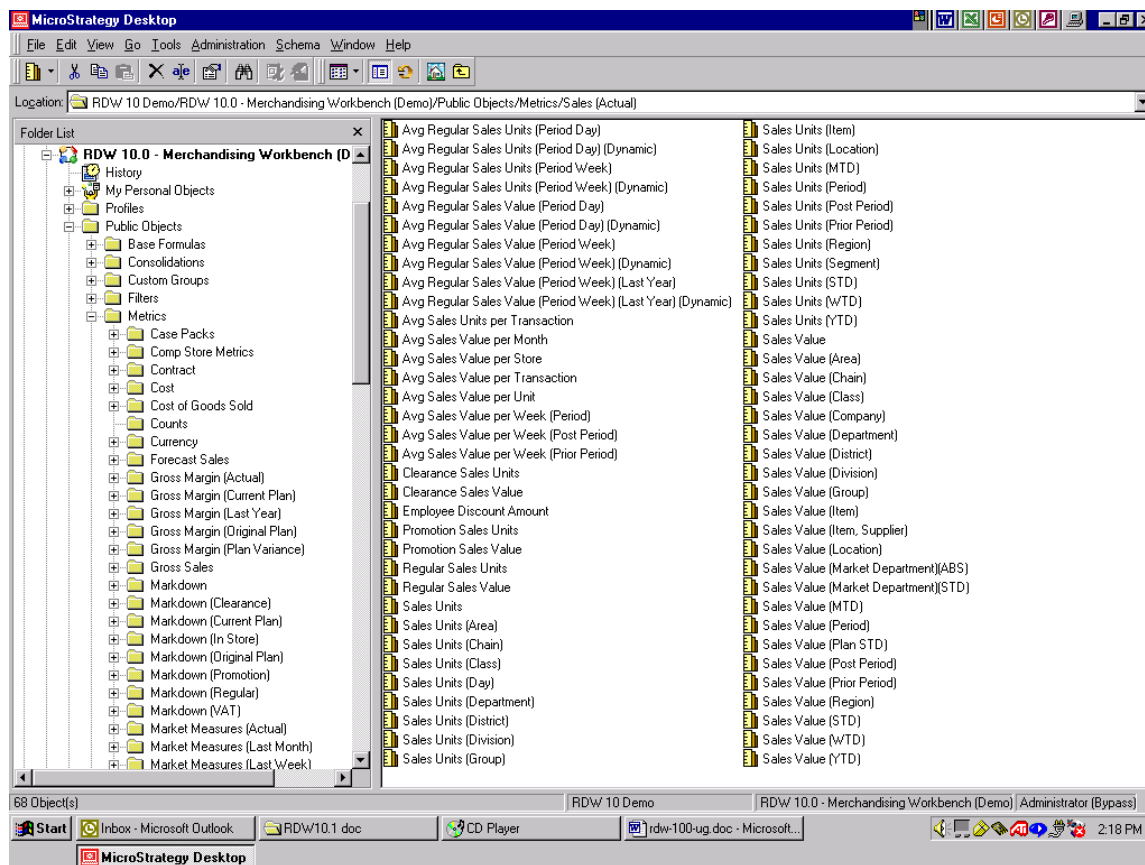 MicroStrategy Desktop
File Edit View Go Tools Administration Schema Window Help
Location: RDW 10 Demo/RDW 10.0 - Merchandising Workbench (Demo)/Public Objects/Metrics/Sales (Actual)
Folder List
RDW 10.0 - Merchandising Workbench (D
History
My Personal Objects
Profiles
Public Objects
Base Formulas
Consolidations
Custom Groups
Filters
Metrics
Case Packs
Comp Store Metrics
Contract
Cost
Cost of Goods Sold
Counts
Currency
Forecast Sales
Gross Margin (Actual)
Gross Margin (Current Plan)
Gross Margin (Last Year)
Gross Margin (Original Plan)
Gross Margin (Plan Variance)
Gross Sales
Markdown
Markdown (Clearance)
Markdown (Current Plan)
Markdown (In Store)
Markdown (Original Plan)
Markdown (Promotion)
Markdown (Regular)
Markdown (VAT)
Market Measures (Actual)
Market Measures (Last Month)
Market Measures (Last Week)
Avg Regular Sales Units (Period Day)
Avg Regular Sales Units (Period Day) (Dynamic)
Avg Regular Sales Units (Period Week)
Avg Regular Sales Units (Period Week) (Dynamic)
Avg Regular Sales Value (Period Day)
Avg Regular Sales Value (Period Day) (Dynamic)
Avg Regular Sales Value (Period Week)
Avg Regular Sales Value (Period Week) (Dynamic)
Avg Regular Sales Value (Period Week) (Last Year)
Avg Regular Sales Value (Period Week) (Last Year) (Dynamic)
Avg Sales Units per Transaction
Avg Sales Value per Month
Avg Sales Value per Store
Avg Sales Value per Transaction
Avg Sales Value per Unit
Avg Sales Value per Week (Period)
Avg Sales Value per Week (Post Period)
Avg Sales Value per Week (Prior Period)
Clearance Sales Units
Clearance Sales Value
Employee Discount Amount
Promotion Sales Units
Promotion Sales Value
Regular Sales Units
Regular Sales Value
Sales Units
Sales Units (Area)
Sales Units (Chain)
Sales Units (Class)
Sales Units (Day)
Sales Units (Department)
Sales Units (District)
Sales Units (Division)
Sales Units (Group)
Sales Units (Item)
Sales Units (Location)
Sales Units (MTD)
Sales Units (Period)
Sales Units (Post Period)
Sales Units (Prior Period)
Sales Units (Region)
Sales Units (Segment)
Sales Units (STD)
Sales Units (WTD)
Sales Units (YTD)
Sales Value
Sales Value (Area)
Sales Value (Chain)
Sales Value (Class)
Sales Value (Company)
Sales Value (Department)
Sales Value (District)
Sales Value (Division)
Sales Value (Group)
Sales Value (Item)
Sales Value (Item, Supplier)
Sales Value (Location)
Sales Value (Market Department)(ABS)
Sales Value (Market Department)(STD)
Sales Value (MTD)
Sales Value (Period)
Sales Value (Plan STD)
Sales Value (Post Period)
Sales Value (Prior Period)
Sales Value (Region)
Sales Value (STD)
Sales Value (WTD)
Sales Value (YTD)
68 Object(s) RDW 10 Demo RDW 10.0 - Merchandising Workbench (Demo) Administrator (Bypass)
Start Inbox - Microsoft Outlook RDW10.1 doc CD Player rdw-100-ug.doc - Microsoft... 2:18 PM
MicroStrategy Desktop